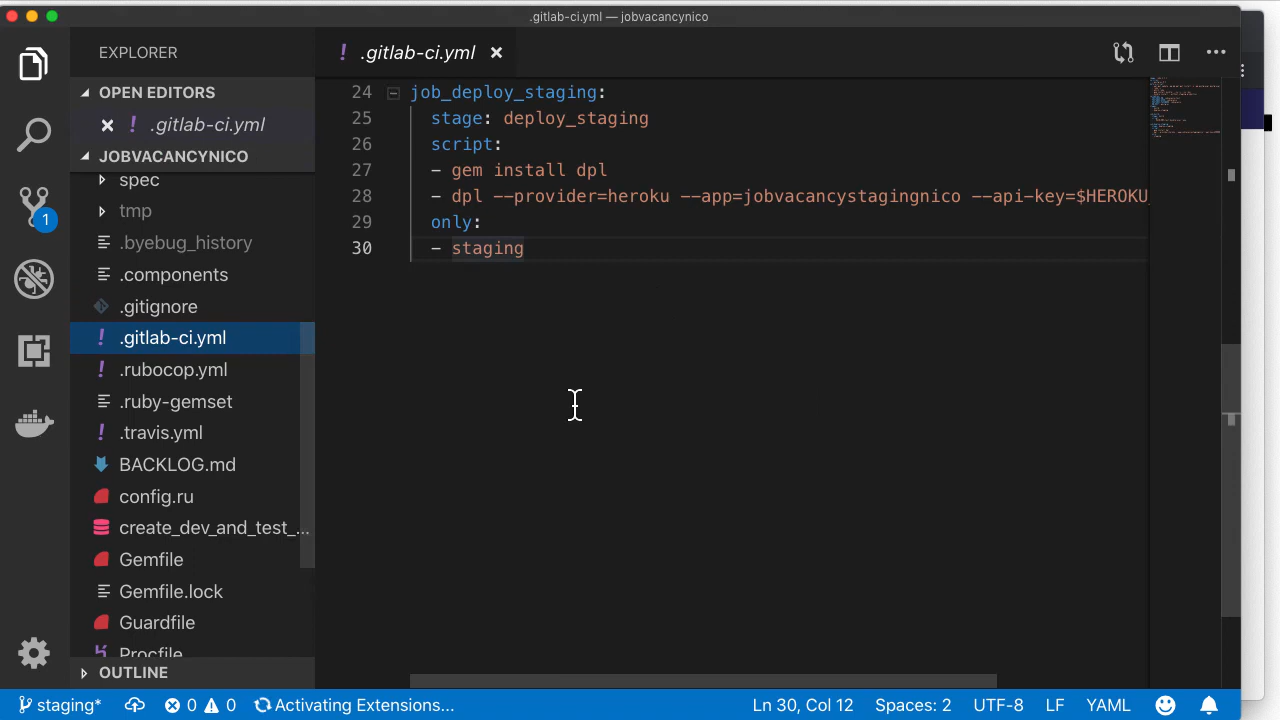 .gitlab-ci.yml — jobvacancynico
EXPLORER
OPEN EDITORS
.gitlab-ci.yml
JOBVACANCYNICO
spec
tmp
.byebug_history
.components
.gitignore
.gitlab-ci.yml
.rubocop.yml
.ruby-gemset
.travis.yml
BACKLOG.md
config.ru
create_dev_and_test_...
Gemfile
Gemfile.lock
Guardfile
Procfile
OUTLINE
1
.gitlab-ci.yml
24 job_deploy_staging:
25 stage: deploy_staging
26 script:
27 - gem install dpl
28 - dpl --provider=heroku --app=jobvacancystagingnico --api-key=$HEROKU_
29 only:
30 - staging
staging* 0 0 Activating Extensions... Ln 30, Col 12 Spaces: 2 UTF-8 LF YAML